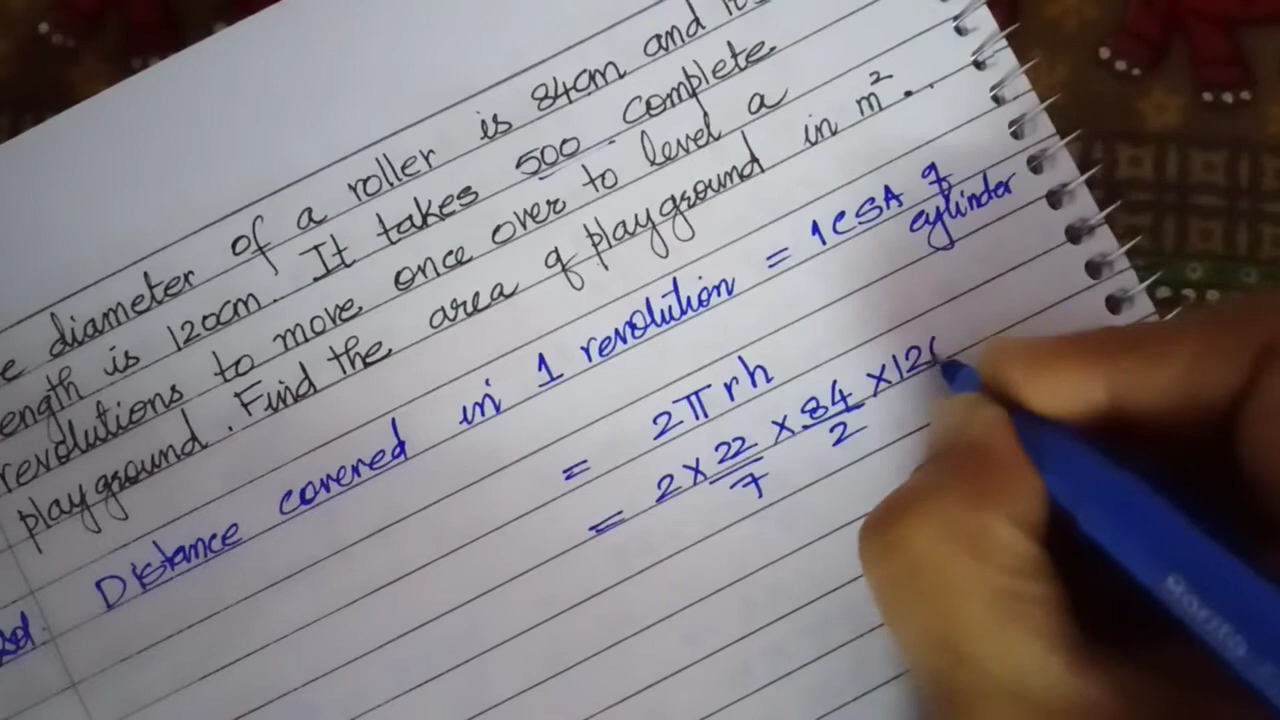 diameter of a roller is 84cm and
length is 120cm. It takes 500 complete
revolutions to move once over to level a
playground. Find the area of playground in m².
Sol. Distance covered in 1 revolution = 1 CSA of
cylinder
= 2πrh
= 2×22/7×84/2×12